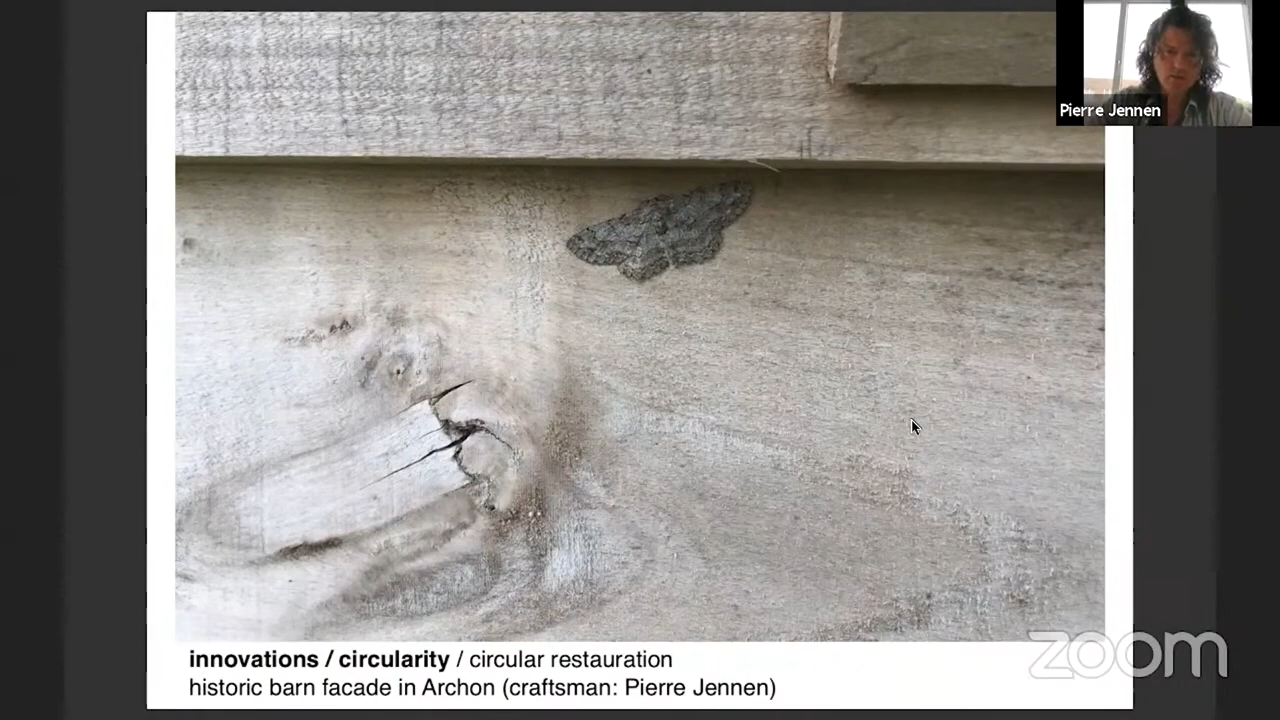 Pierre Jennen
innovations / circularity / circular restauration
historic barn facade in Archon (craftsman: Pierre Jennen)
zoom